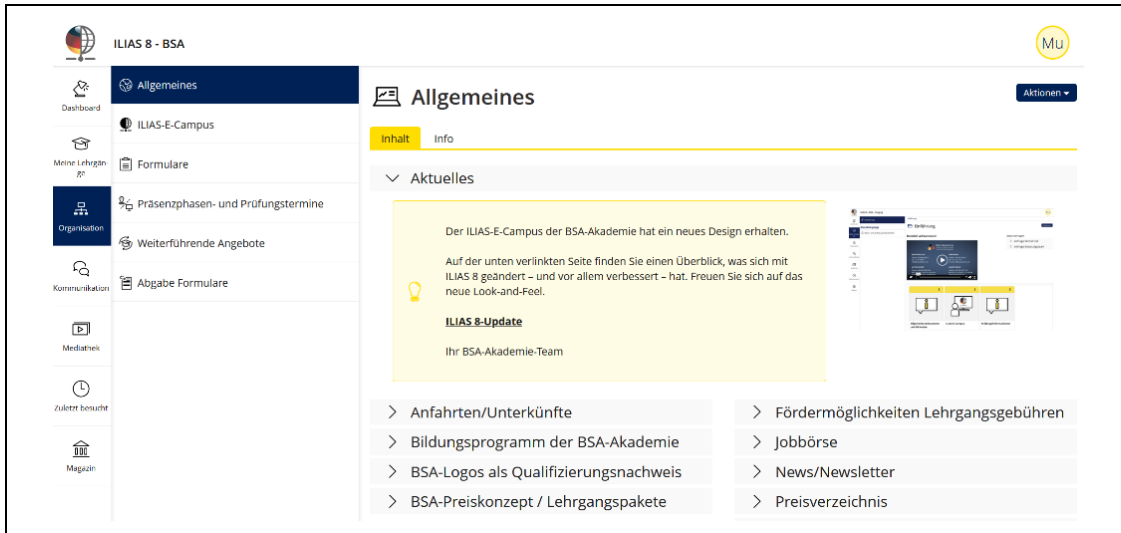 ILIAS 8 - BSA
Mu
Dashboard
Meine Lehrgän-
ge
Organisation
Kommunikation
Mediathek
Zuletzt besucht
Magazin
Allgemeines
ILIAS-E-Campus
Formulare
Präsenzphasen- und Prüfungstermine
Weiterführende Angebote
Abgabe Formulare
Allgemeines
Aktionen
Inhalt Info
Aktuelles
Der ILIAS-E-Campus der BSA-Akademie hat ein neues Design erhalten.
Auf der unten verlinkten Seite finden Sie einen Überblick, was sich mit
ILIAS 8 geändert – und vor allem verbessert – hat. Freuen Sie sich auf das
neue Look-and-Feel.
ILIAS 8-Update
Ihr BSA-Akademie-Team
Anfahrten/Unterkünfte
Bildungsprogramm der BSA-Akademie
BSA-Logos als Qualifizierungsnachweis
BSA-Preiskonzept / Lehrgangspakete
Fördermöglichkeiten Lehrgangsgebühren
Jobbörse
News/Newsletter
Preisverzeichnis